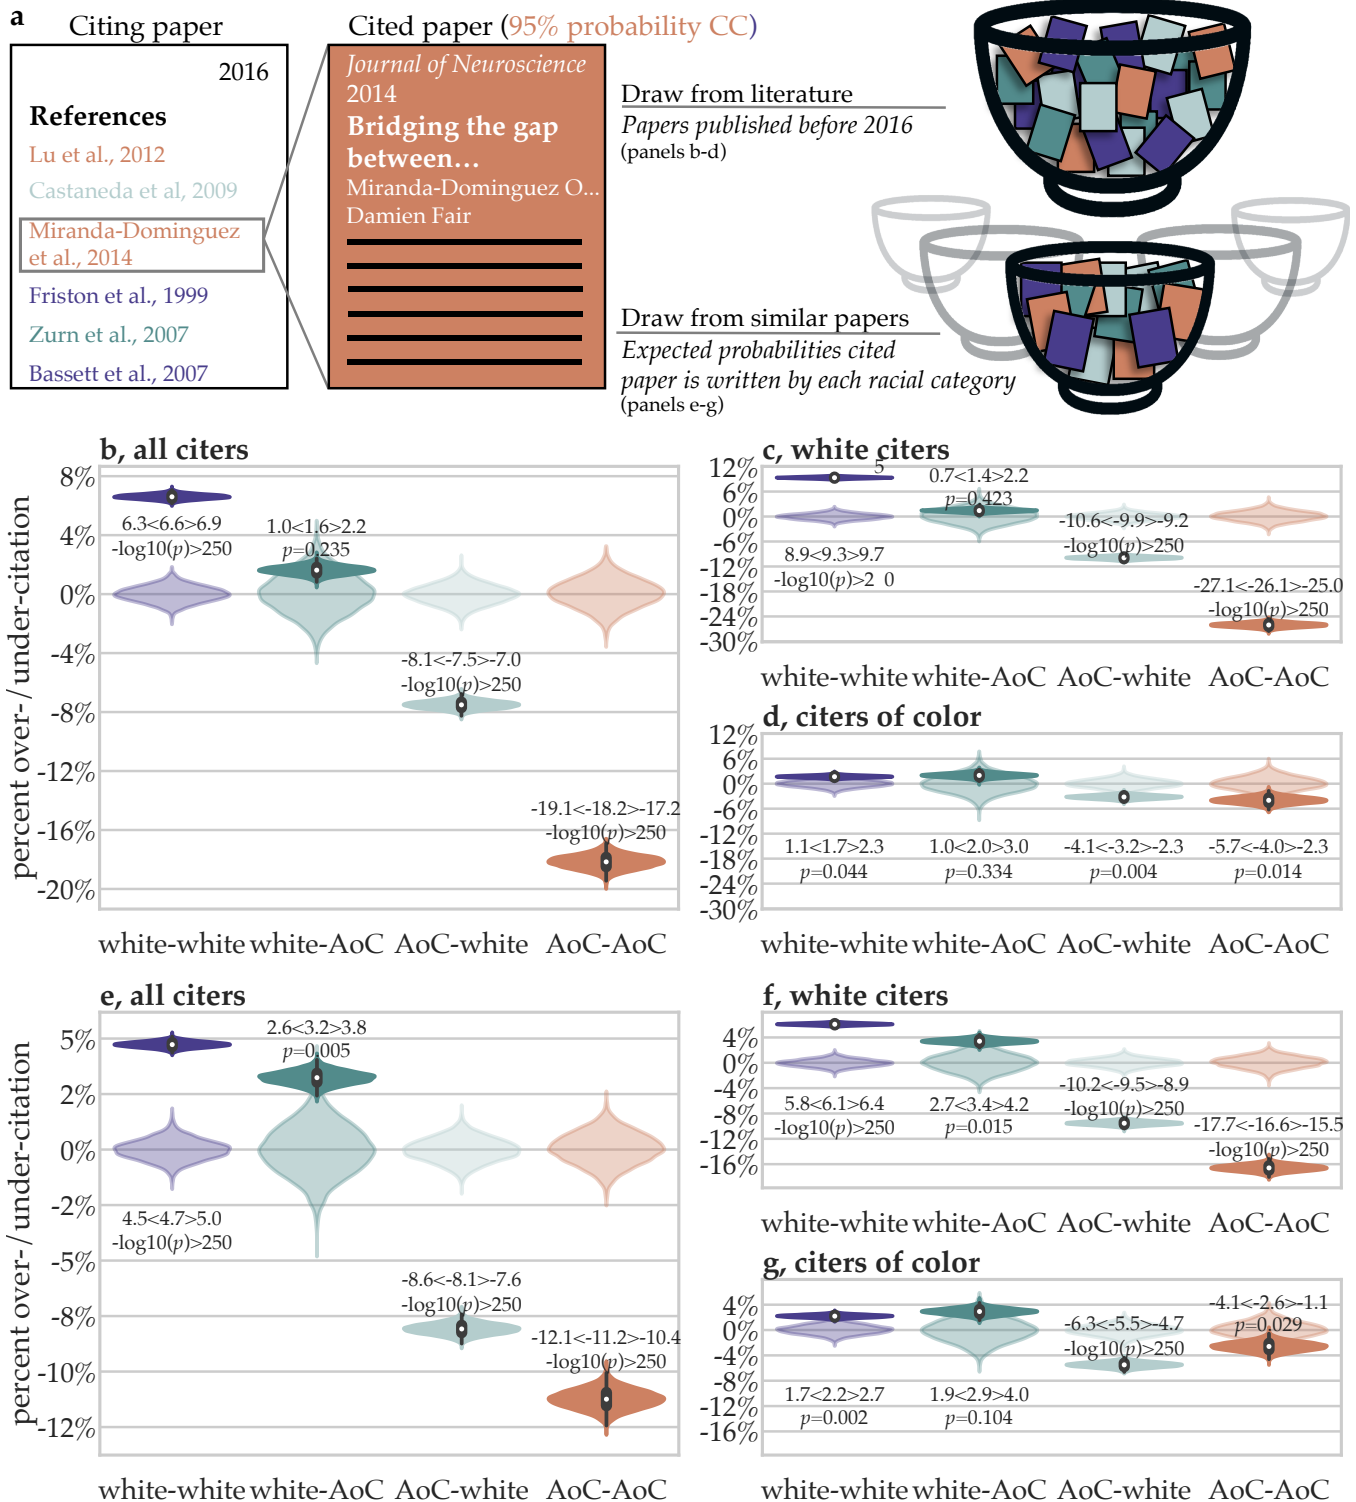 a
Citing paper
2016
References
Lu et al., 2012
Castaneda et al, 2009
Miranda-Dominguez
et al., 2014
Friston et al., 1999
Zurn et al., 2007
Bassett et al., 2007
Cited paper (95% probability CC)
Journal of Neuroscience
2014
Bridging the gap
between...
Miranda-Dominguez O...
Damien Fair
Draw from literature
Papers published before 2016
(panels b-d)
Draw from similar papers
Expected probabilities cited
paper is written by each racial category
(panels e-g)
b, all citers
percent over-/under-citation
8%
4%
0%
-4%
-8%
-12%
-16%
-20%
6.3<6.6>6.9
-log10(p)>250
1.0<1.6>2.2
p=0.235
-8.1<-7.5>-7.0
-log10(p)>250
-19.1<-18.2>-17.2
-log10(p)>250
white-white white-AoC AoC-white AoC-AoC
c, white citers
12%
6%
0%
-6%
-12%
-18%
-24%
-30%
5
8.9<9.3>9.7
-log10(p)>2 0
0.7<1.4>2.2
p=0.423
-10.6<-9.9>-9.2
-log10(p)>250
-27.1<-26.1>-25.0
-log10(p)>250
white-white white-AoC AoC-white AoC-AoC
d, citers of color
12%
6%
0%
-6%
-12%
-18%
-24%
-30%
1.1<1.7>2.3
p=0.044
1.0<2.0>3.0
p=0.334
-4.1<-3.2>-2.3
p=0.004
-5.7<-4.0>-2.3
p=0.014
white-white white-AoC AoC-white AoC-AoC
e, all citers
percent over-/under-citation
5%
2%
0%
-2%
-5%
-8%
-10%
-12%
4.5<4.7>5.0
-log10(p)>250
2.6<3.2>3.8
p=0.005
-8.6<-8.1>-7.6
-log10(p)>250
-12.1<-11.2>-10.4
-log10(p)>250
white-white white-AoC AoC-white AoC-AoC
f, white citers
4%
0%
-4%
-8%
-12%
-16%
5.8<6.1>6.4
-log10(p)>250
2.7<3.4>4.2
p=0.015
-10.2<-9.5>-8.9
-log10(p)>250
-17.7<-16.6>-15.5
-log10(p)>250
white-white white-AoC AoC-white AoC-AoC
g, citers of color
4%
0%
-4%
-8%
-12%
-16%
1.7<2.2>2.7
p=0.002
1.9<2.9>4.0
p=0.104
-6.3<-5.5>-4.7
-log10(p)>250
-4.1<-2.6>-1.1
p=0.029
white-white white-AoC AoC-white AoC-AoC